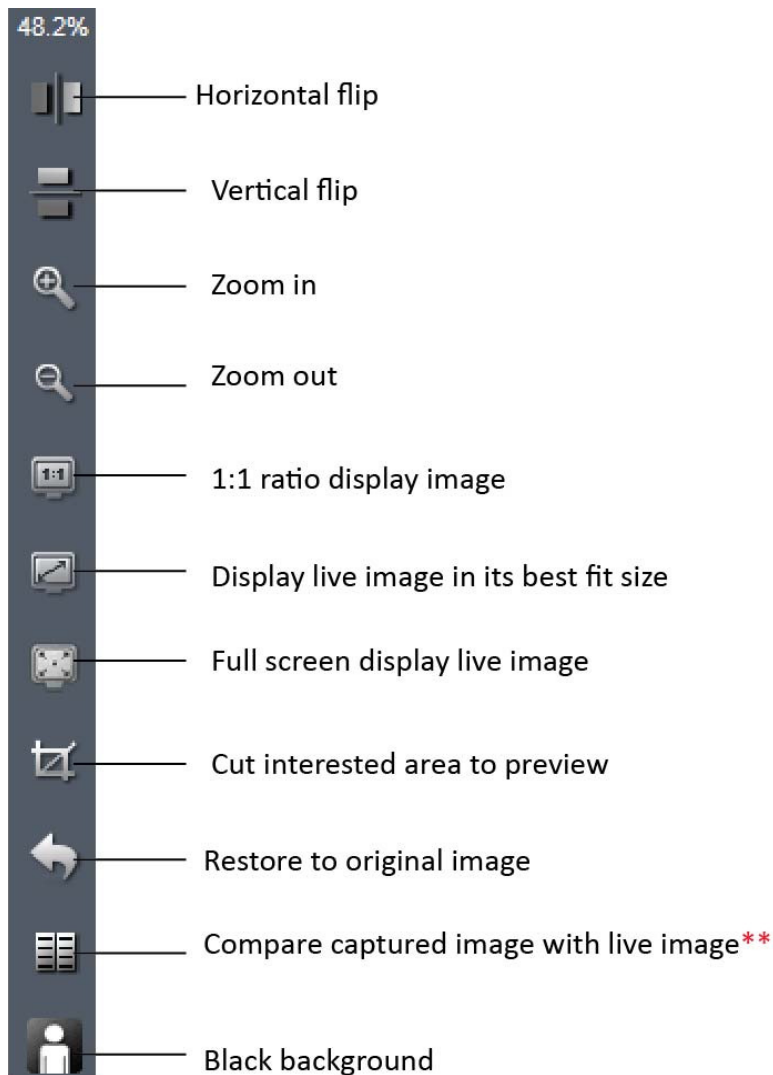 48.2%
Horizontal flip
Vertical flip
Zoom in
Zoom out
1:1
1:1 ratio display image
Display live image in its best fit size
Full screen display live image
Cut interested area to preview
Restore to original image
Compare captured image with live image**
Black background